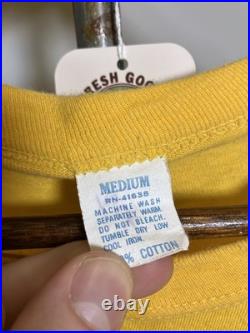 RESH GOO
MEDIUM
RN-41638
MACHINE WASH
SEPARATELY WARM
DO NOT BLEACH.
TUMBLE DRY LOW
COOL IRON.
% COTTON